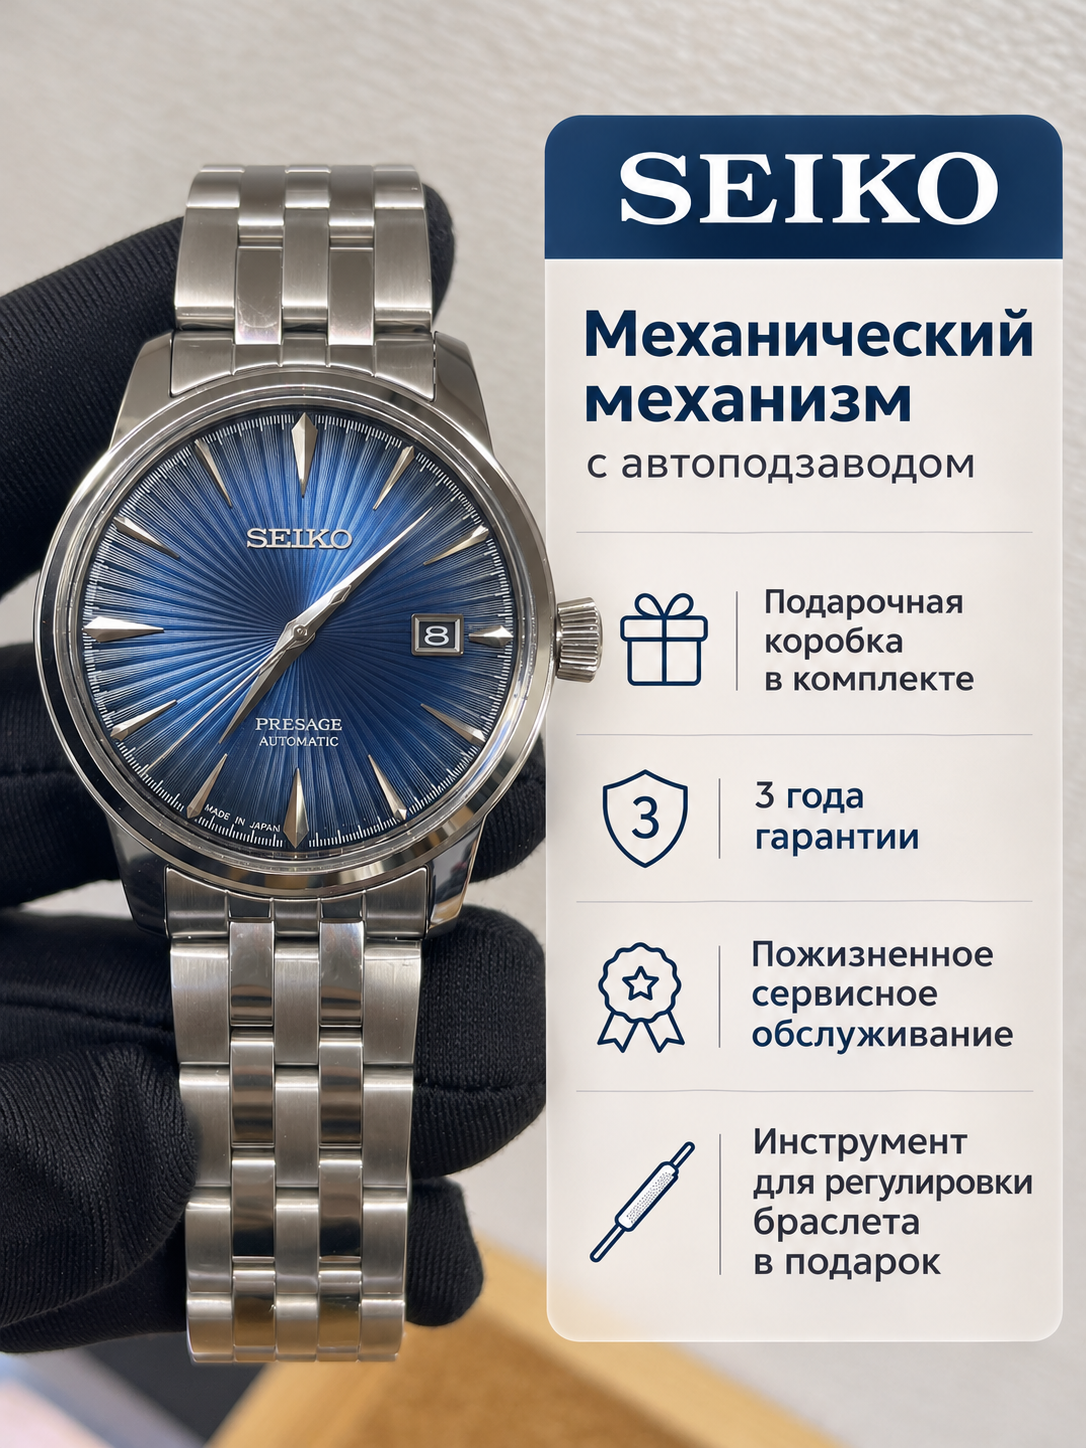 SEIKO
Механический
механизм
с автоподзаводом
Подарочная
коробка
в комплекте
3
3 года
гарантии
Пожизненное
сервисное
обслуживание
Инструмент
для регулировки
браслета
в подарок
SEIKO
8
PRESAGE
AUTOMATIC
MADE IN JAPAN